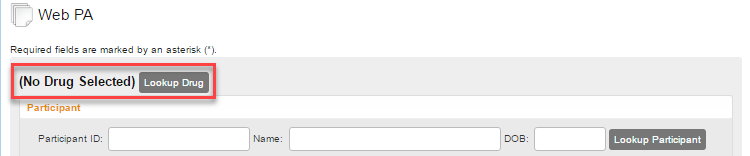 Web PA
Required fields are marked by an asterisk (*).
(No Drug Selected) Lookup Drug
Participant
Participant ID: Name: DOB: Lookup Participant